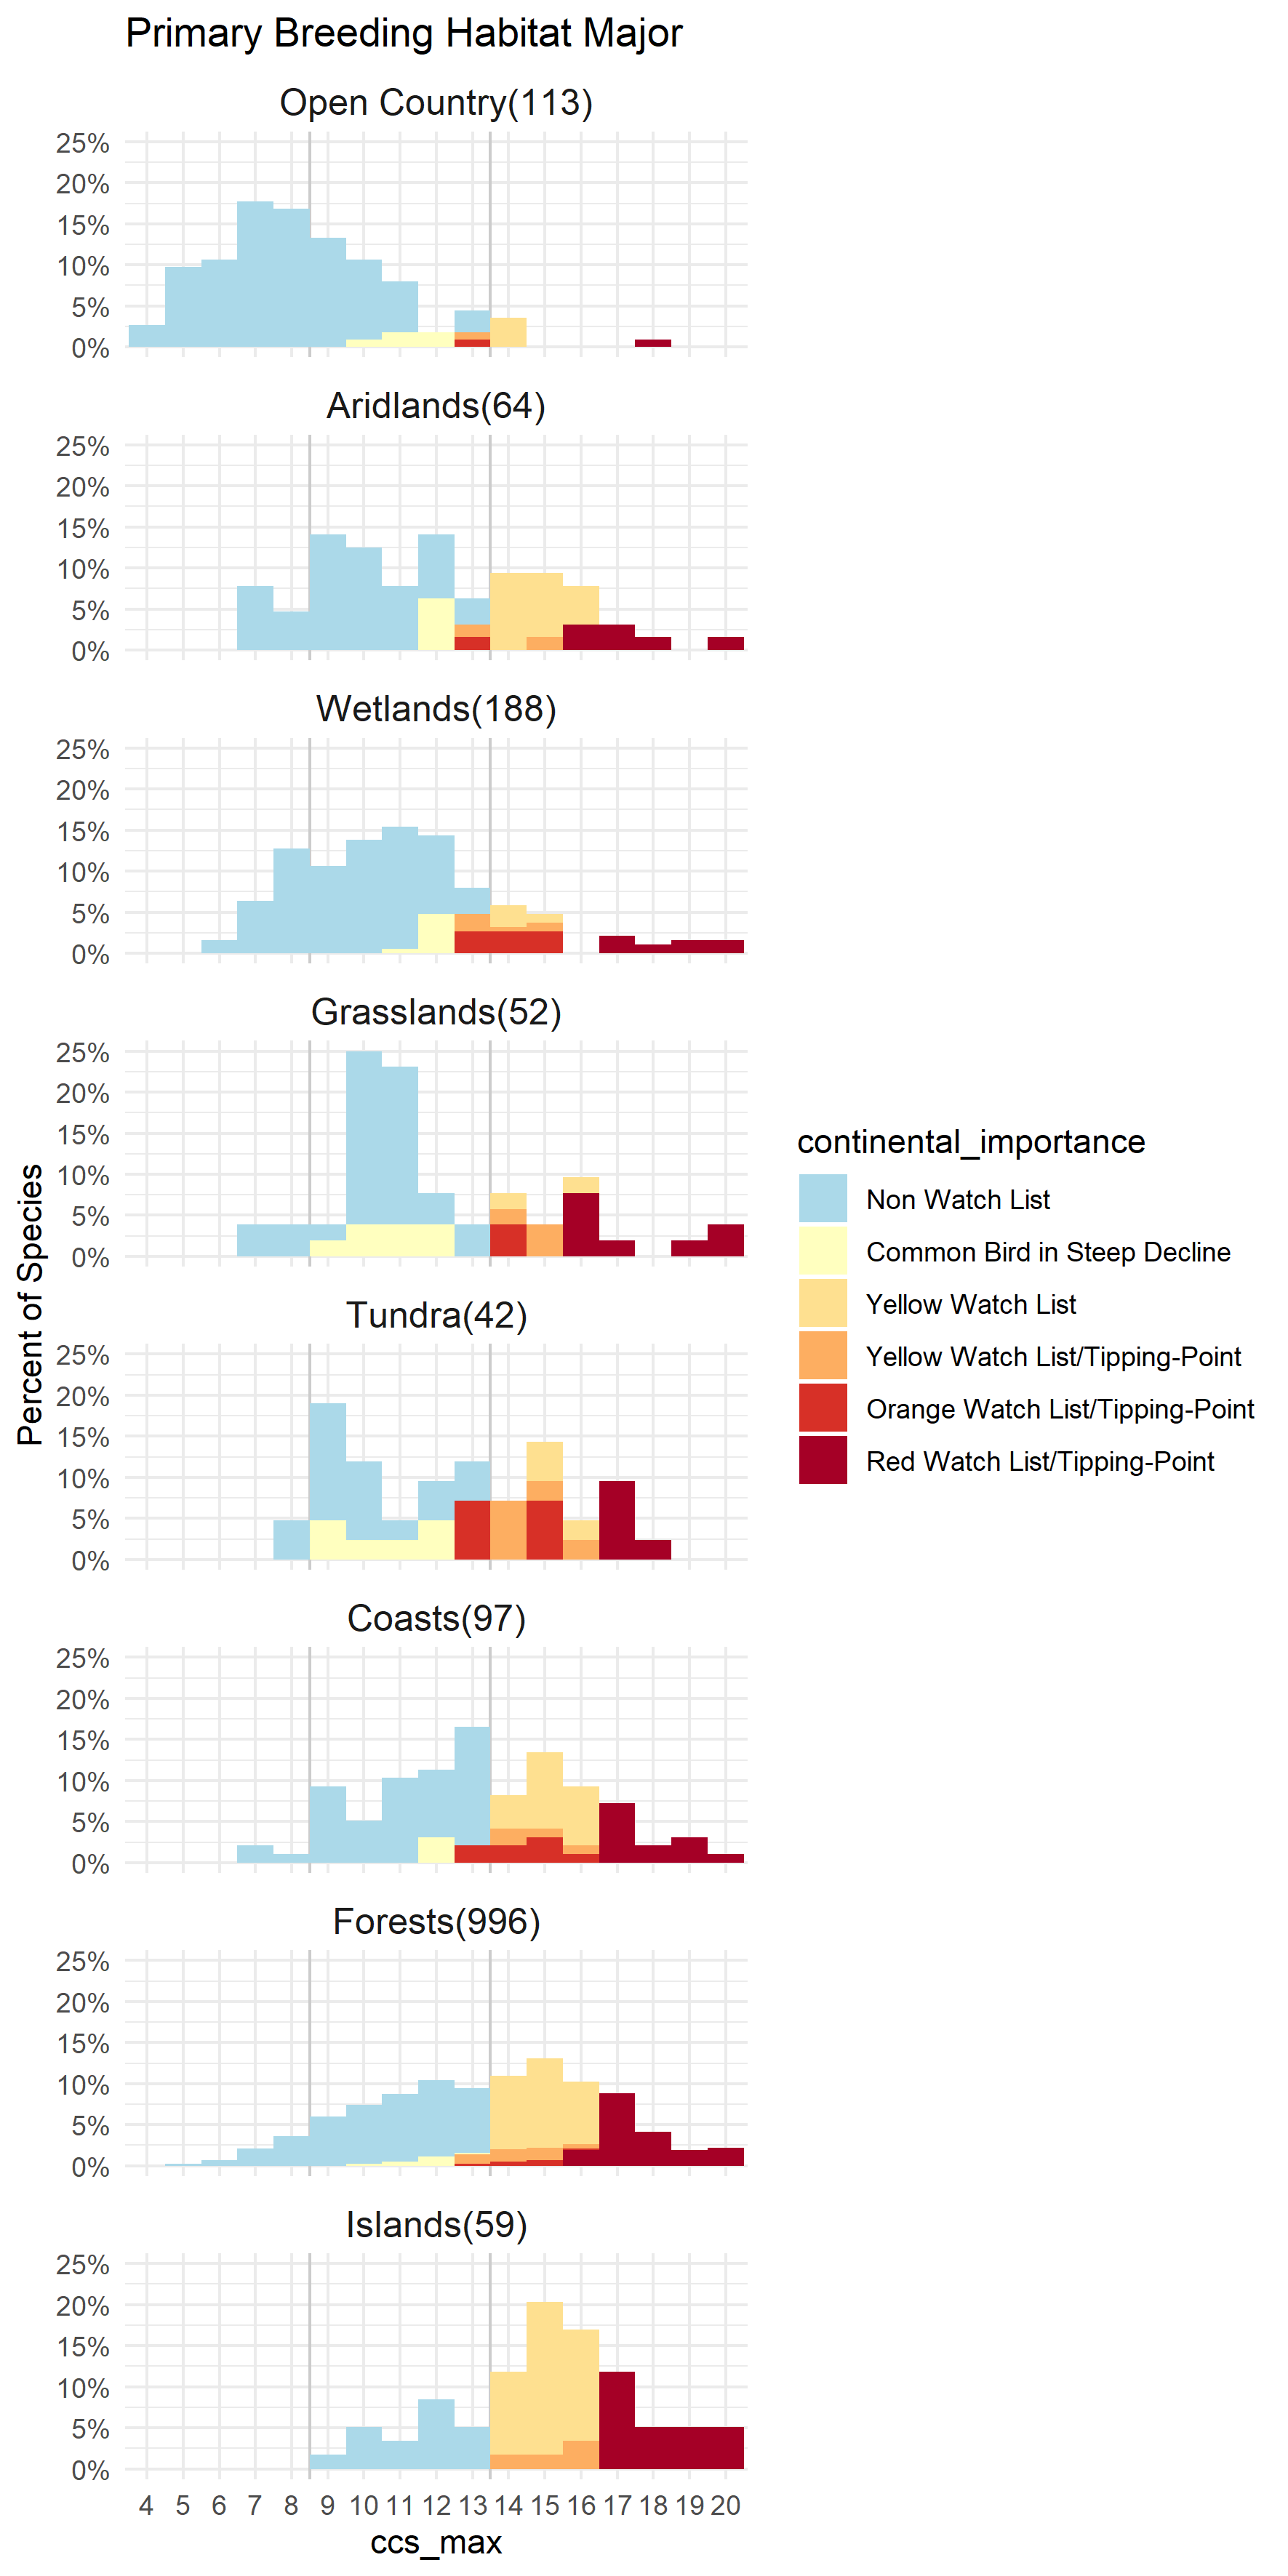 Primary Breeding Habitat Major
Open Country(113)
25%
20%
15%
10%
5%
0%
Aridlands(64)
25%
20%
15%
10%
5%
0%
Wetlands(188)
25%
20%
15%
10%
5%
0%
Grasslands(52)
25%
20%
15%
10%
5%
0%
Tundra(42)
25%
20%
15%
10%
5%
0%
Coasts(97)
25%
20%
15%
10%
5%
0%
Forests(996)
25%
20%
15%
10%
5%
0%
Islands(59)
25%
20%
15%
10%
5%
0%
4 5 6 7 8 9 10 11 12 13 14 15 16 17 18 19 20
ccs_max
Percent of Species
continental_importance
Non Watch List
Common Bird in Steep Decline
Yellow Watch List
Yellow Watch List/Tipping-Point
Orange Watch List/Tipping-Point
Red Watch List/Tipping-Point